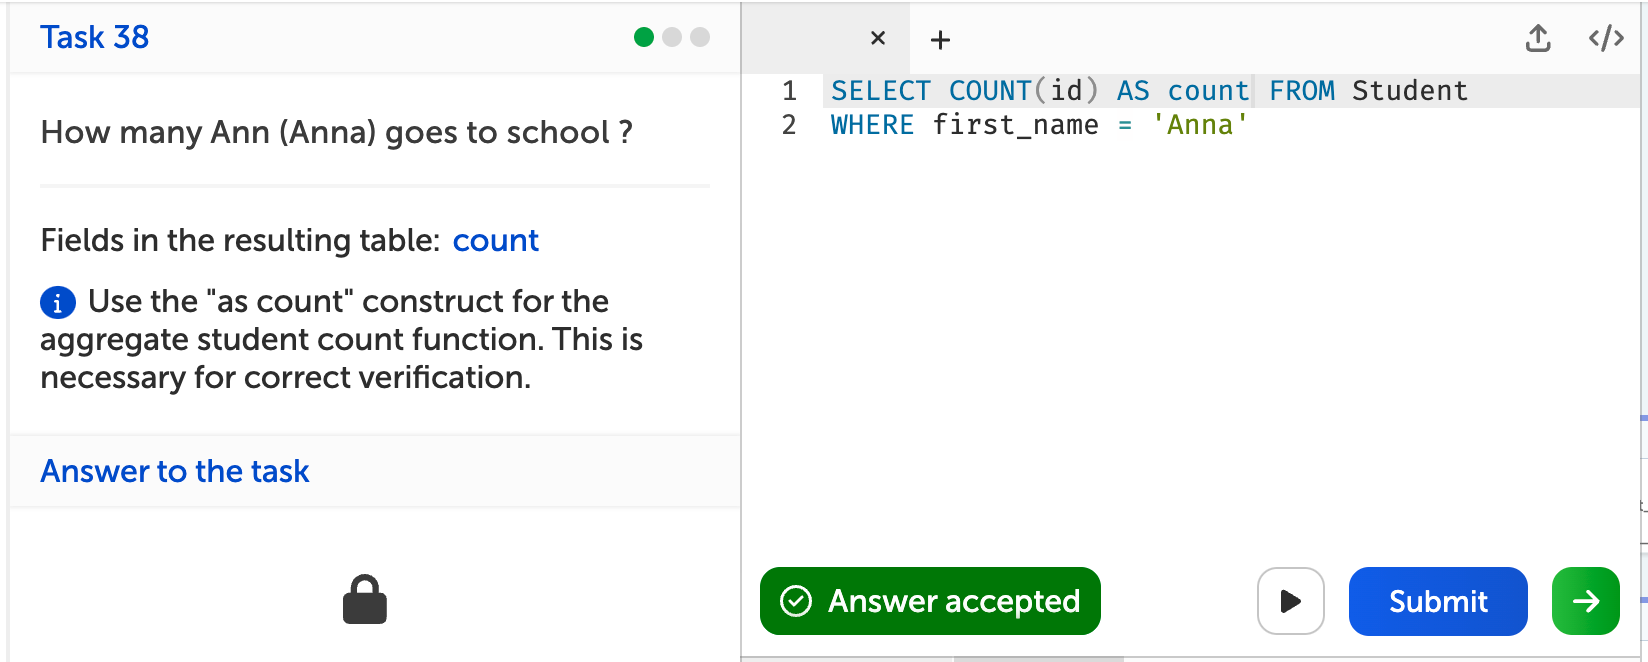 Task 38
How many Ann (Anna) goes to school ?
Fields in the resulting table: count
i Use the "as count" construct for the
aggregate student count function. This is
necessary for correct verification.
Answer to the task
× +
</>
1 SELECT COUNT(id) AS count FROM Student
2 WHERE first_name = 'Anna'
Answer accepted
Submit